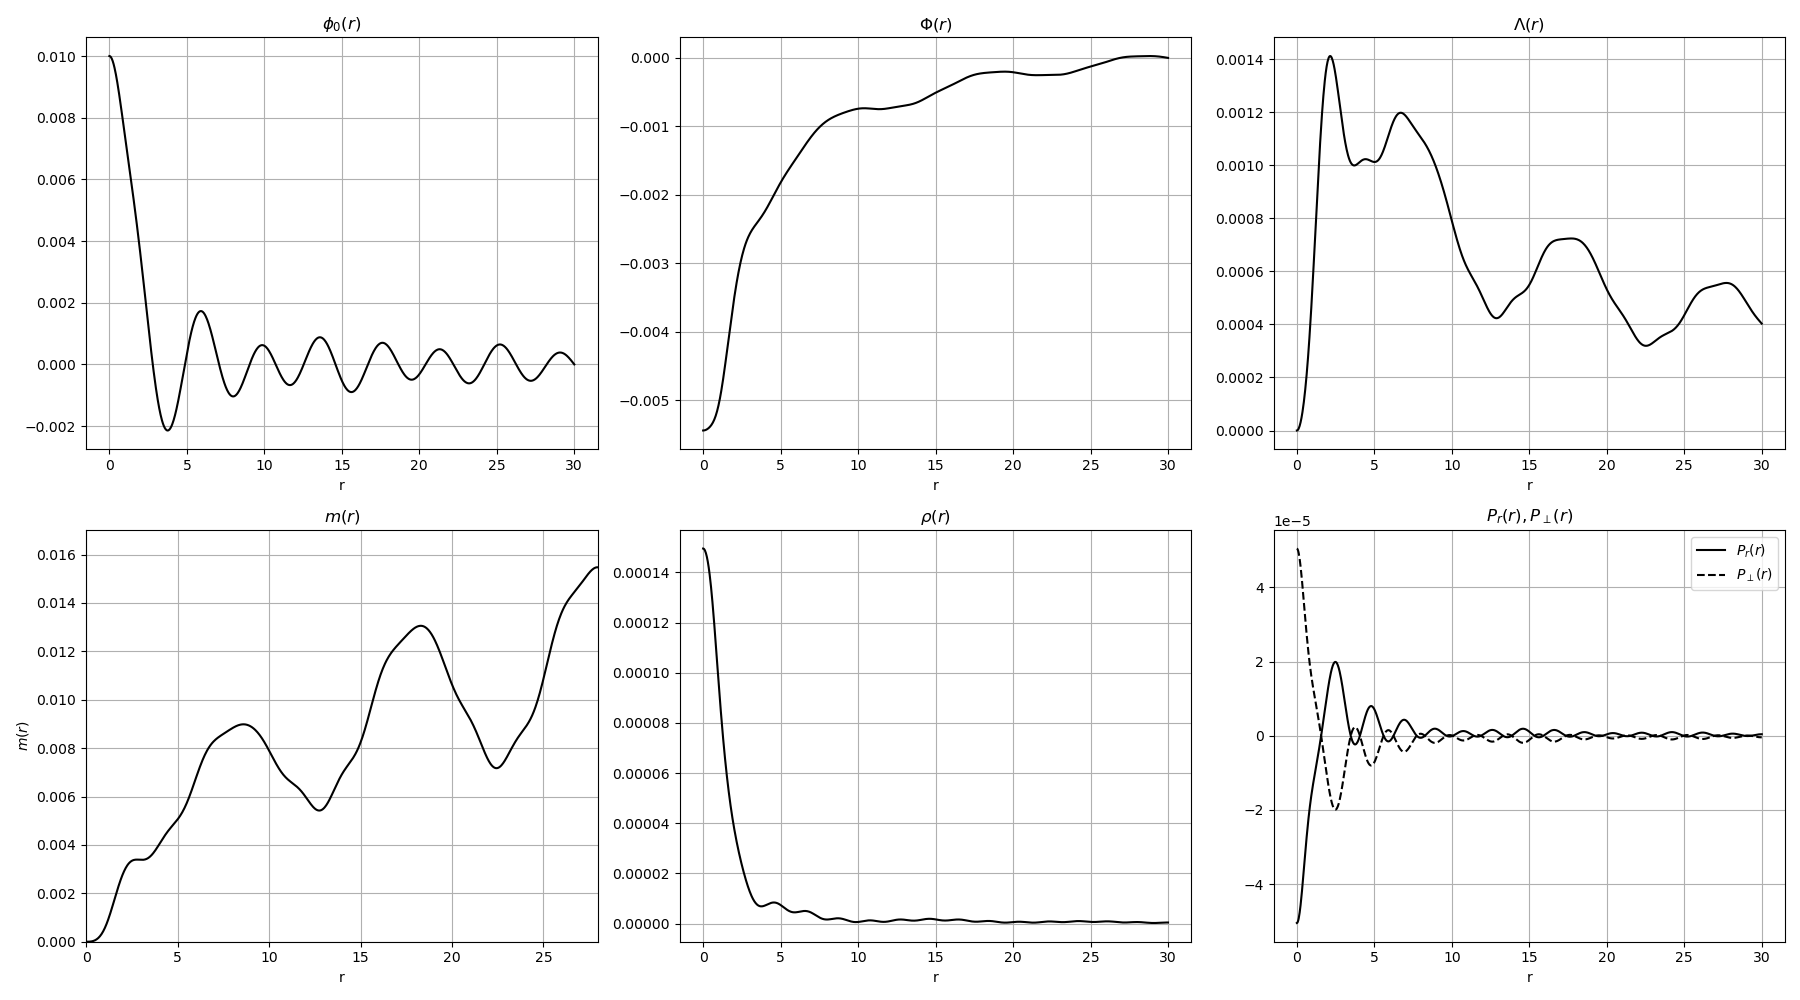 ϕ₀(r)
0.010
0.008
0.006
0.004
0.002
0.000
−0.002
0 5 10 15 20 25 30
r
Φ(r)
0.000
−0.001
−0.002
−0.003
−0.004
−0.005
0 5 10 15 20 25 30
r
Λ(r)
0.0014
0.0012
0.0010
0.0008
0.0006
0.0004
0.0002
0.0000
0 5 10 15 20 25 30
r
m(r)
m(r)
0.016
0.014
0.012
0.010
0.008
0.006
0.004
0.002
0.000
0 5 10 15 20 25
r
ρ(r)
0.00014
0.00012
0.00010
0.00008
0.00006
0.00004
0.00002
0.00000
0 5 10 15 20 25 30
r
Pᵣ(r), P⊥(r)
1e−5
Pᵣ(r)
P⊥(r)
4
2
0
−2
−4
0 5 10 15 20 25 30
r